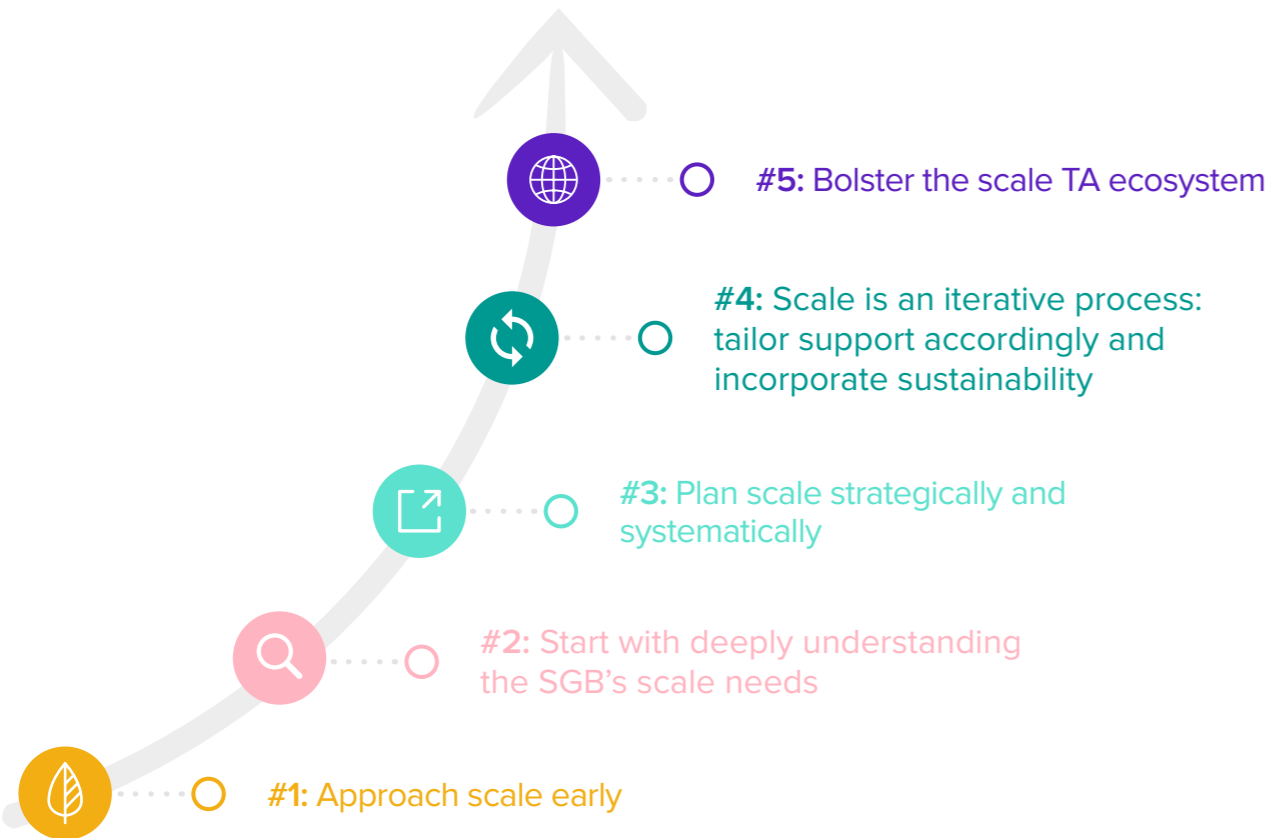 #5: Bolster the scale TA ecosystem
#4: Scale is an iterative process:
tailor support accordingly and
incorporate sustainability
#3: Plan scale strategically and
systematically
#2: Start with deeply understanding
the SGB’s scale needs
#1: Approach scale early